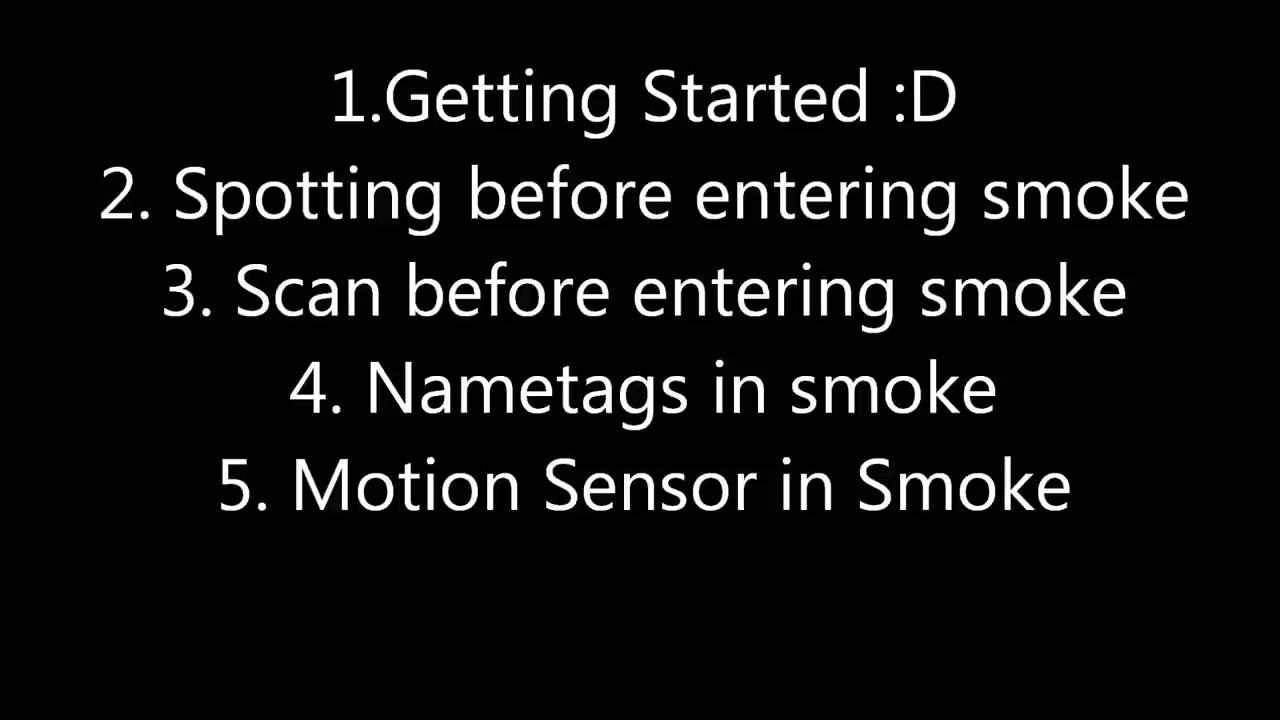 1.Getting Started :D
2. Spotting before entering smoke
3. Scan before entering smoke
4. Nametags in smoke
5. Motion Sensor in Smoke